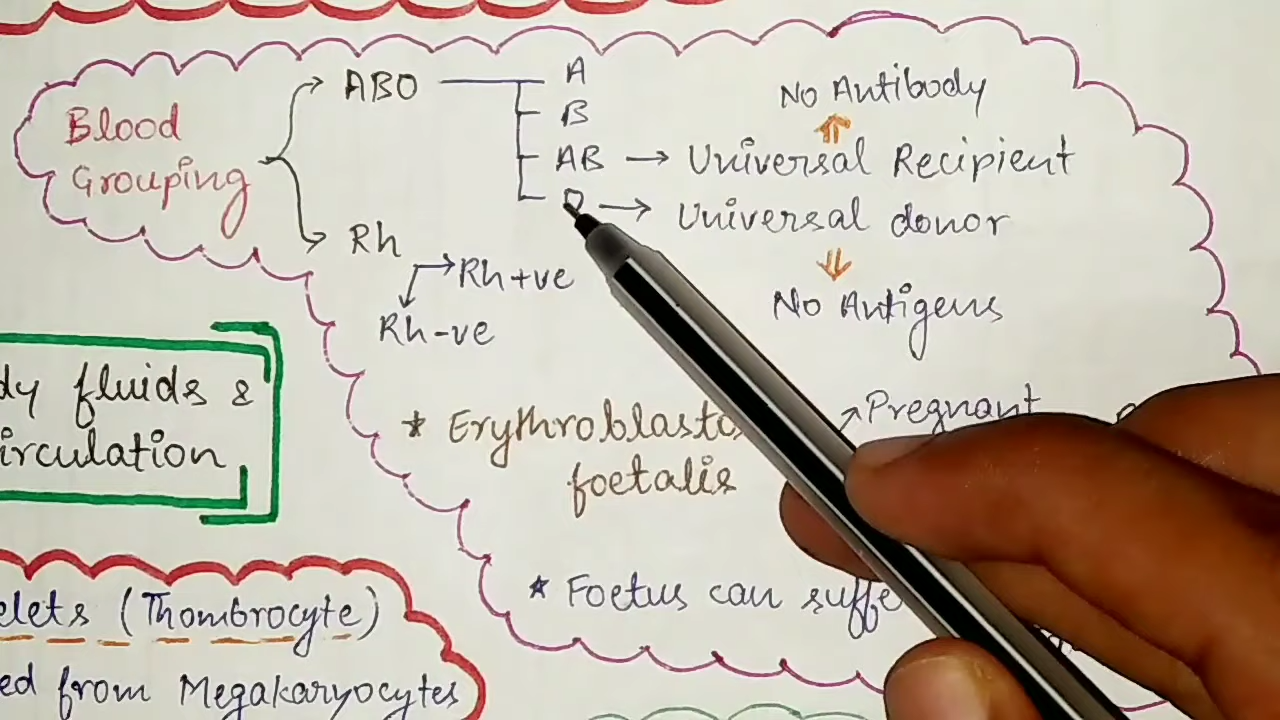 Blood
Grouping
ABO
A
B
AB → Universal Recipient
No Antibody
O → Universal donor
No Antigens
Rh
Rh+ve
Rh-ve
dy fluids &
irculation
* Erythroblasto
foetalis
Pregnant
* Foetus can suffe
elets (Thombrocyte)
ed from Megakaryocytes